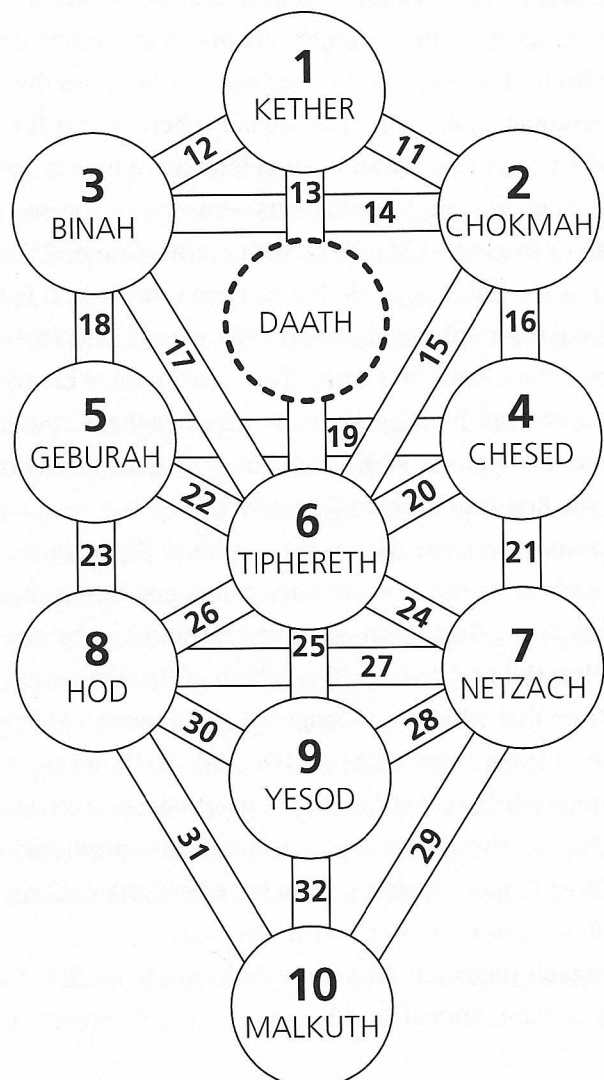 1
KETHER
12
11
3
BINAH
13
14
2
CHOKMAH
DAATH
18
17
15
16
5
GEBURAH
19
4
CHESED
22
20
6
TIPHERETH
23
21
26
24
8
HOD
25
27
7
NETZACH
30
28
9
YESOD
31
29
32
10
MALKUTH